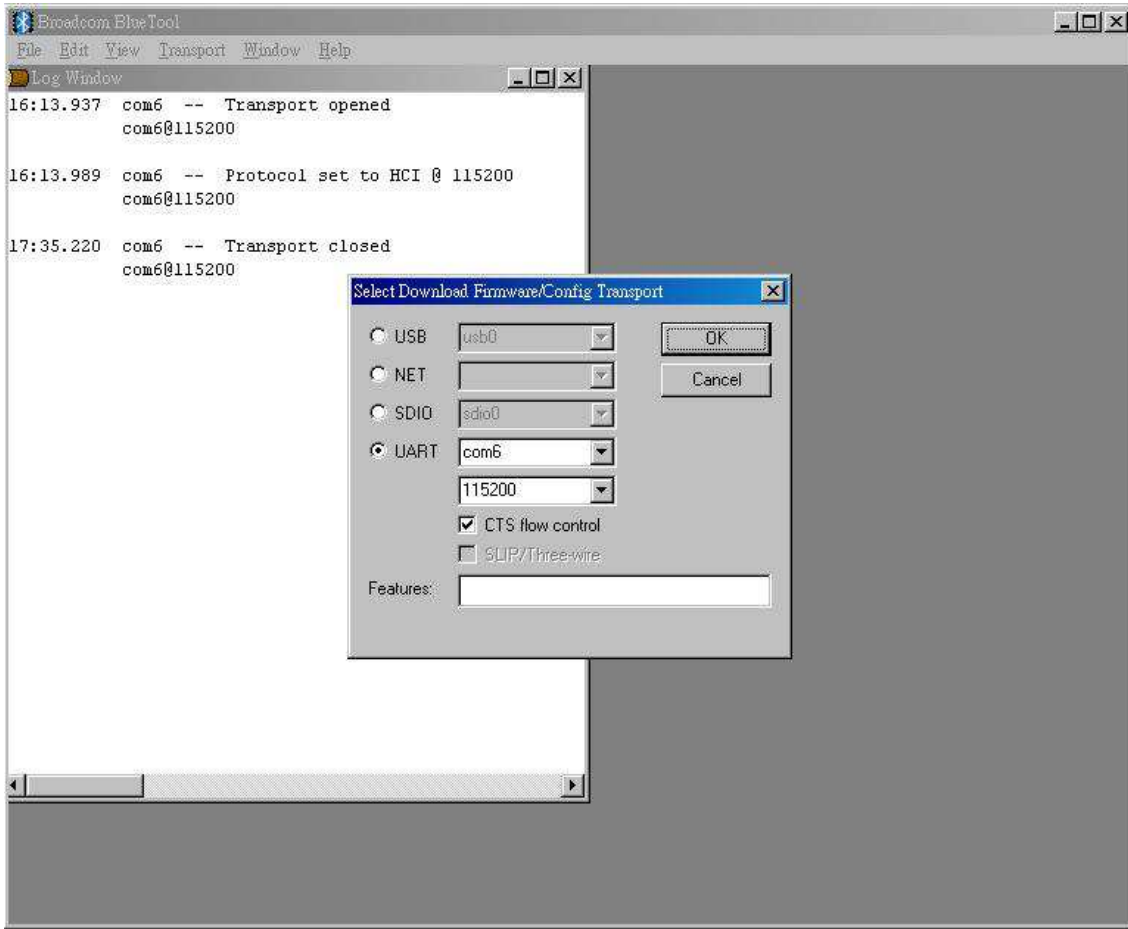 Broadcom BlueTool
File Edit View Transport Window Help
Log Window
16:13.937 com6 -- Transport opened
com6@115200
16:13.989 com6 -- Protocol set to HCI @ 115200
com6@115200
17:35.220 com6 -- Transport closed
com6@115200
Select Download Firmware/Config Transport
USB usb0 OK
NET Cancel
SDIO sdio0
UART com6
115200
CTS flow control
SLIP/Three-wire
Features: